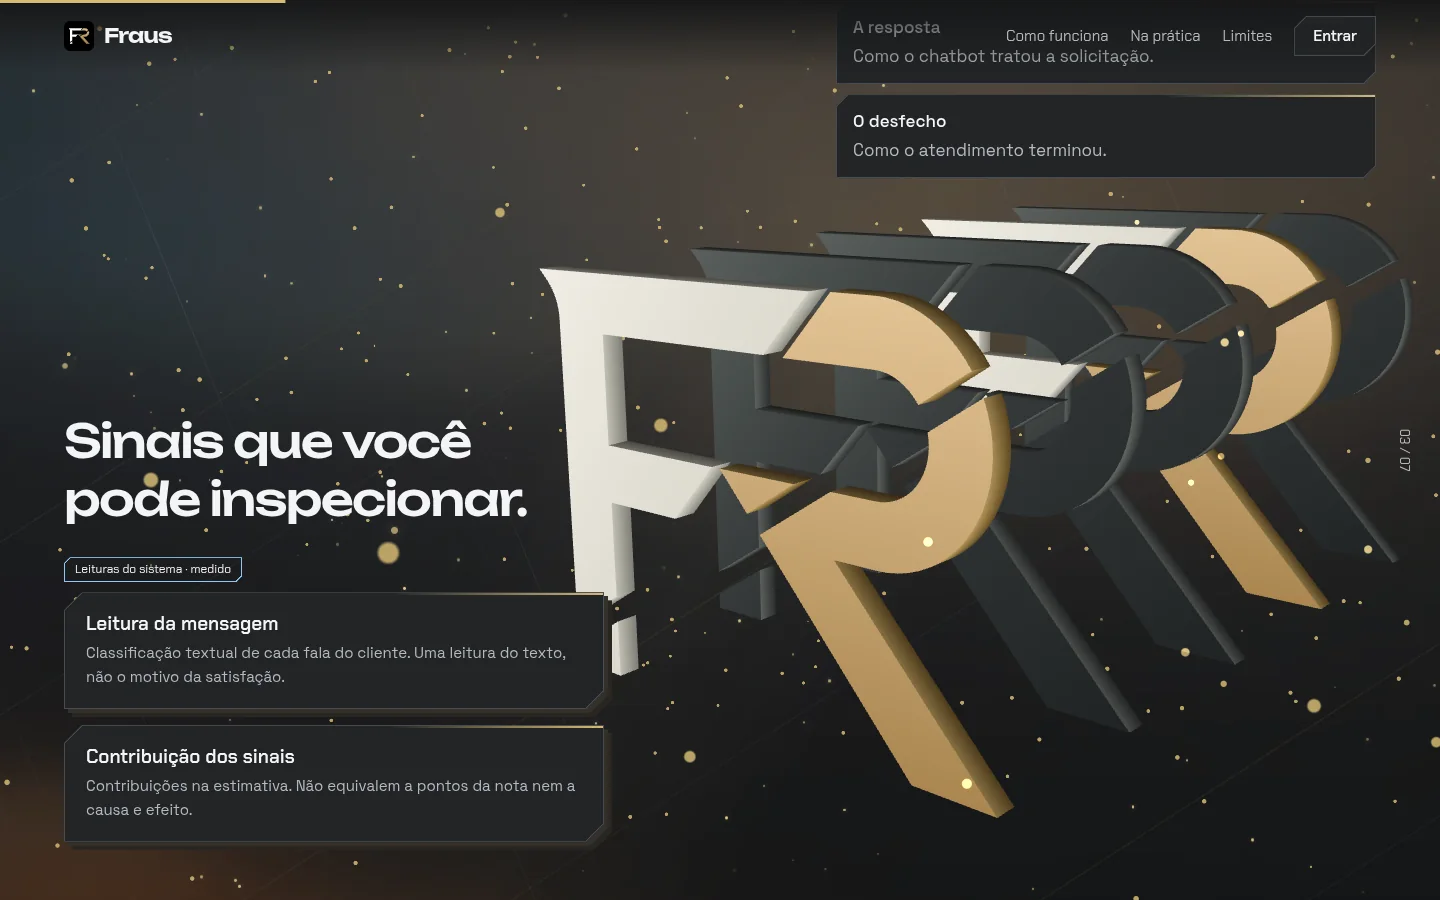 FR Fraus
A resposta
Como funciona
Na prática
Limites
Entrar
Como o chatbot tratou a solicitação.
O desfecho
Como o atendimento terminou.
FR
Sinais que você
pode inspecionar.
03 / 07
Leituras do sistema · medido
Leitura da mensagem
Classificação textual de cada fala do cliente. Uma leitura do texto,
não o motivo da satisfação.
Contribuição dos sinais
Contribuições na estimativa. Não equivalem a pontos da nota nem a
causa e efeito.